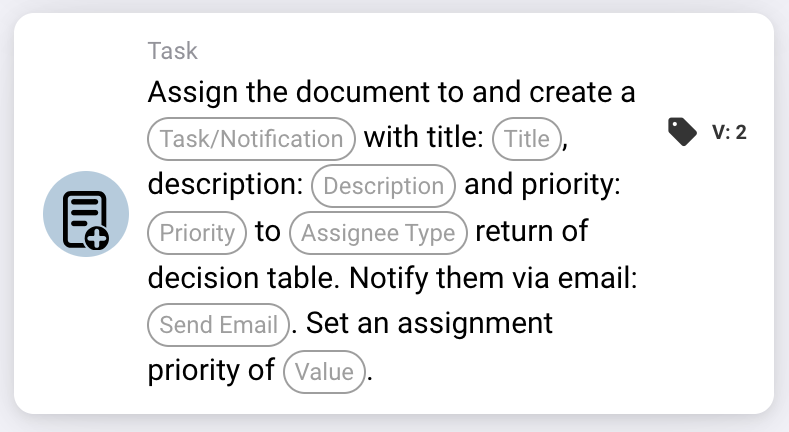 Task
Assign the document to and create a
Task/Notification with title: Title,
description: Description and priority:
Priority to Assignee Type return of
decision table. Notify them via email:
Send Email. Set an assignment
priority of Value.
V: 2